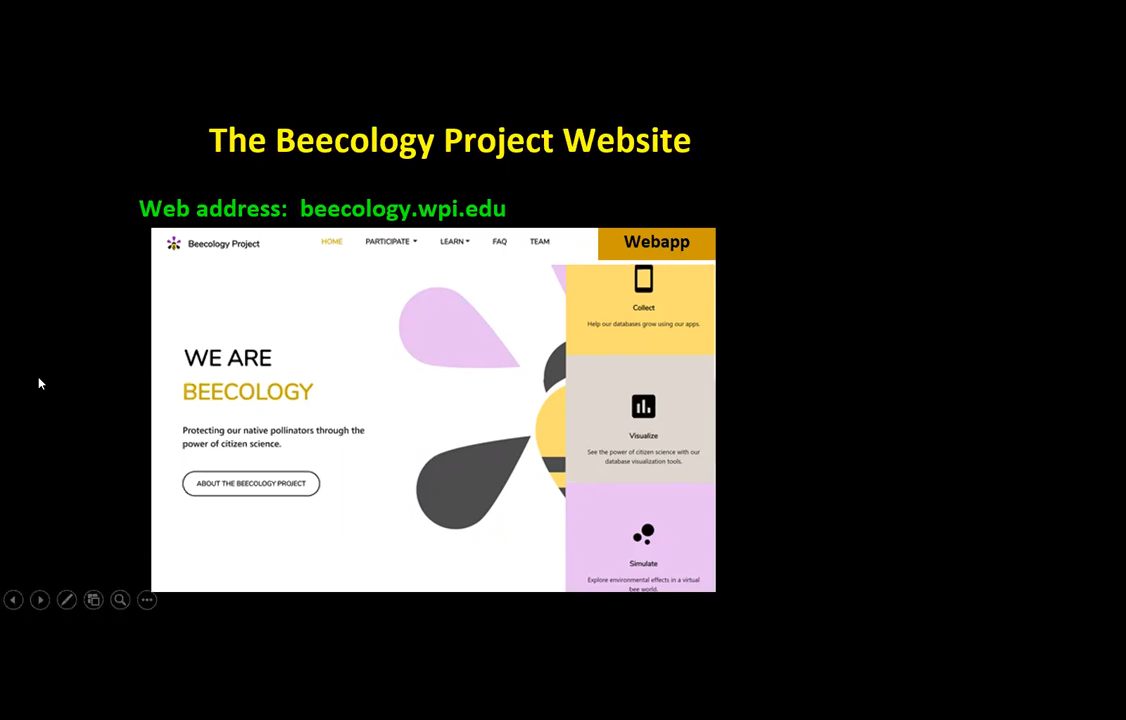 The Beecology Project Website
Web address: beecology.wpi.edu
Beecology Project
HOME
PARTICIPATE
LEARN
FAQ
TEAM
Webapp
WE ARE
BEECOLOGY
Protecting our native pollinators through the
power of citizen science.
ABOUT THE BEECOLOGY PROJECT
Collect
Help our databases grow using our apps.
Visualize
See the power of citizen science with our
database visualization tools.
Simulate
Explore environmental effects in a virtual
bee world.